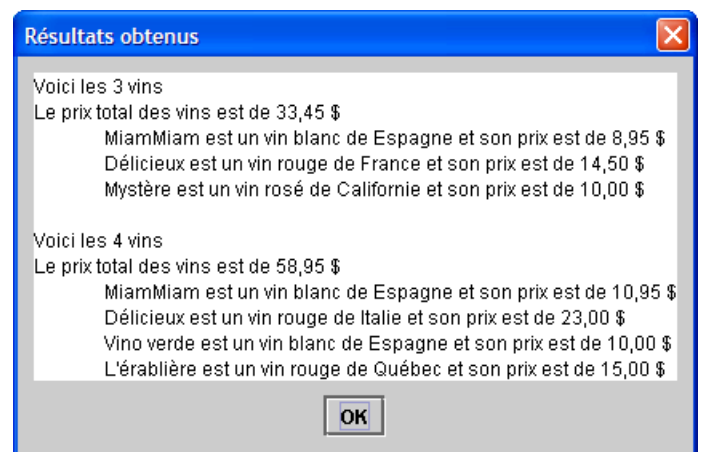 Résultats obtenus
Voici les 3 vins
Le prix total des vins est de 33,45 $
MiamMiam est un vin blanc de Espagne et son prix est de 8,95 $
Délicieux est un vin rouge de France et son prix est de 14,50 $
Mystère est un vin rosé de Californie et son prix est de 10,00 $
Voici les 4 vins
Le prix total des vins est de 58,95 $
MiamMiam est un vin blanc de Espagne et son prix est de 10,95 $
Délicieux est un vin rouge de Italie et son prix est de 23,00 $
Vino verde est un vin blanc de Espagne et son prix est de 10,00 $
L'érablière est un vin rouge de Québec et son prix est de 15,00 $
OK